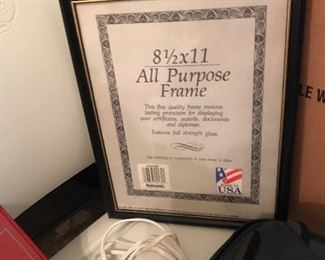 8½x11
All Purpose
Frame
This fine quality frame ensures
lasting protection for displaying
your certificates, awards, documents
and diplomas.
Features full strength glass.
USA
LE W